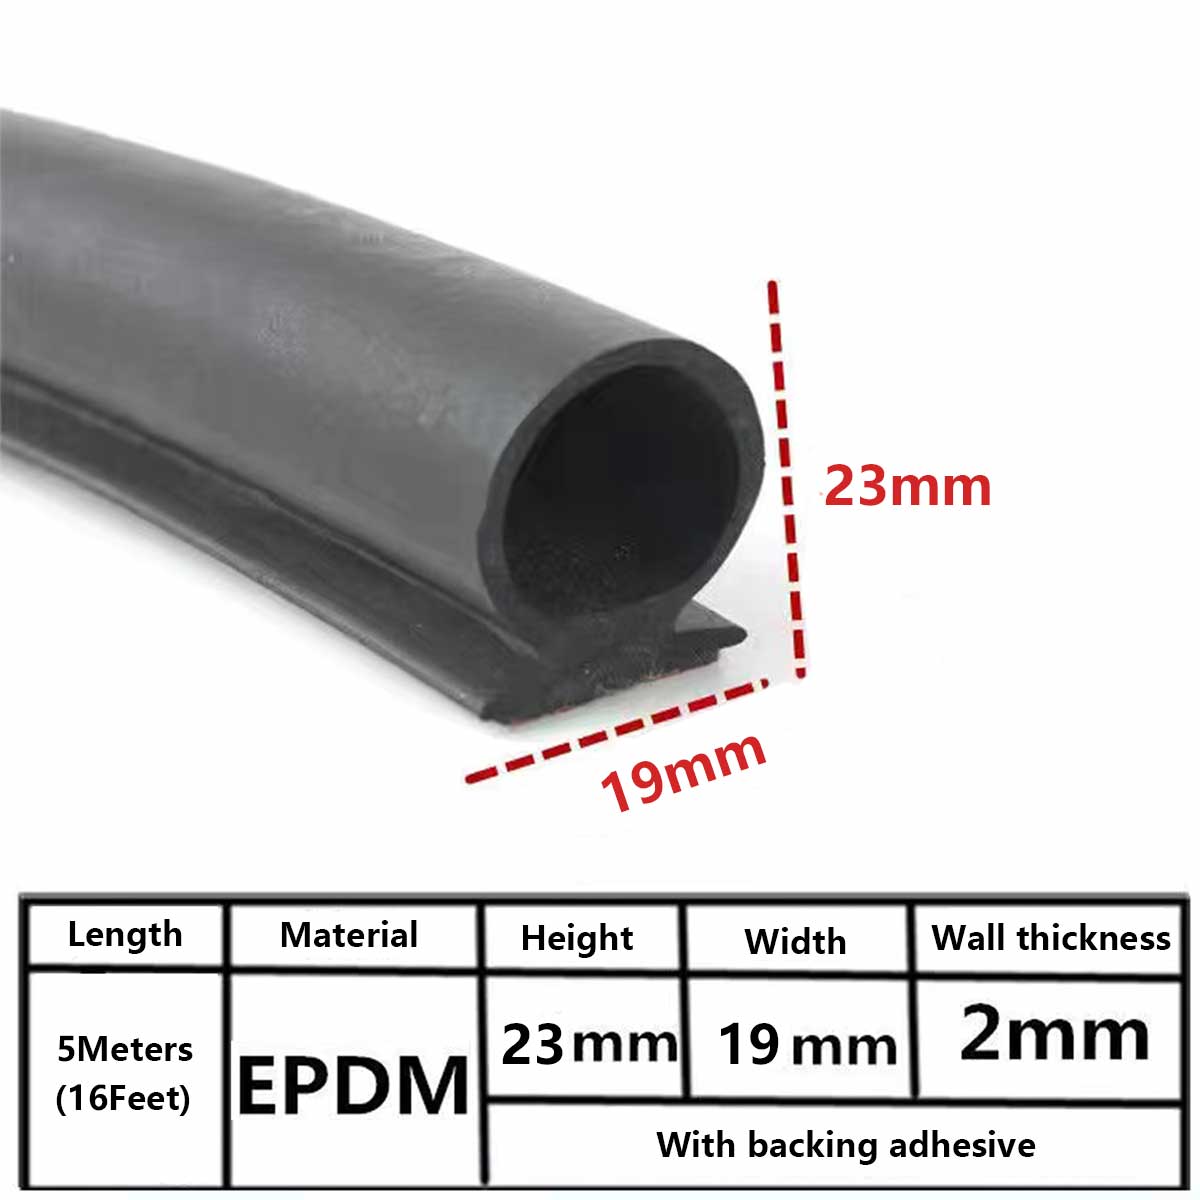 23mm
19mm
Length
Material
Height
Width
Wall thickness
5Meters
(16Feet)
EPDM
23mm
19 mm
2mm
With backing adhesive